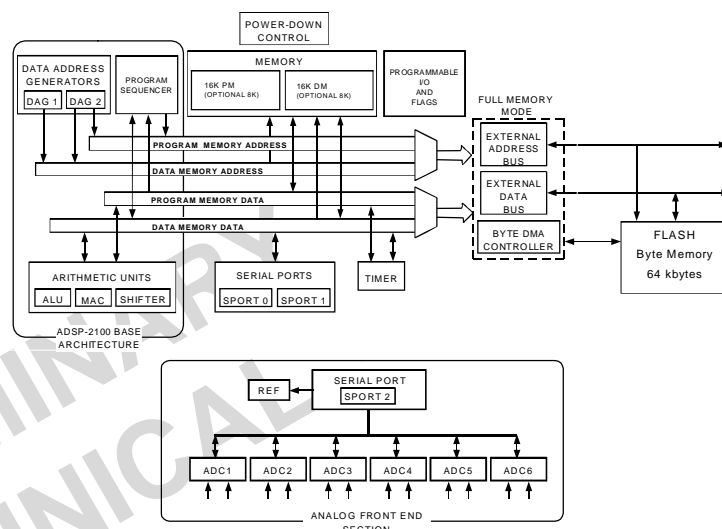 POWER-DOWN
CONTROL
DATA ADDRESS
GENERATORS
DAG 1
DAG 2
PROGRAM
SEQUENCER
MEMORY
16K PM
(OPTIONAL 8K)
16K DM
(OPTIONAL 8K)
PROGRAMMABLE
I/O
AND
FLAGS
FULL MEMORY
MODE
EXTERNAL
ADDRESS
BUS
EXTERNAL
DATA
BUS
BYTE DMA
CONTROLLER
PROGRAM MEMORY ADDRESS
DATA MEMORY ADDRESS
PROGRAM MEMORY DATA
DATA MEMORY DATA
FLASH
Byte Memory
64 kbytes
ARITHMETIC UNITS
ALU
MAC
SHIFTER
SERIAL PORTS
SPORT 0
SPORT 1
TIMER
ADSP-2100 BASE
ARCHITECTURE
REF
SERIAL PORT
SPORT 2
ADC1
ADC2
ADC3
ADC4
ADC5
ADC6
ANALOG FRONT END
SECTION
MINARY
NICAL